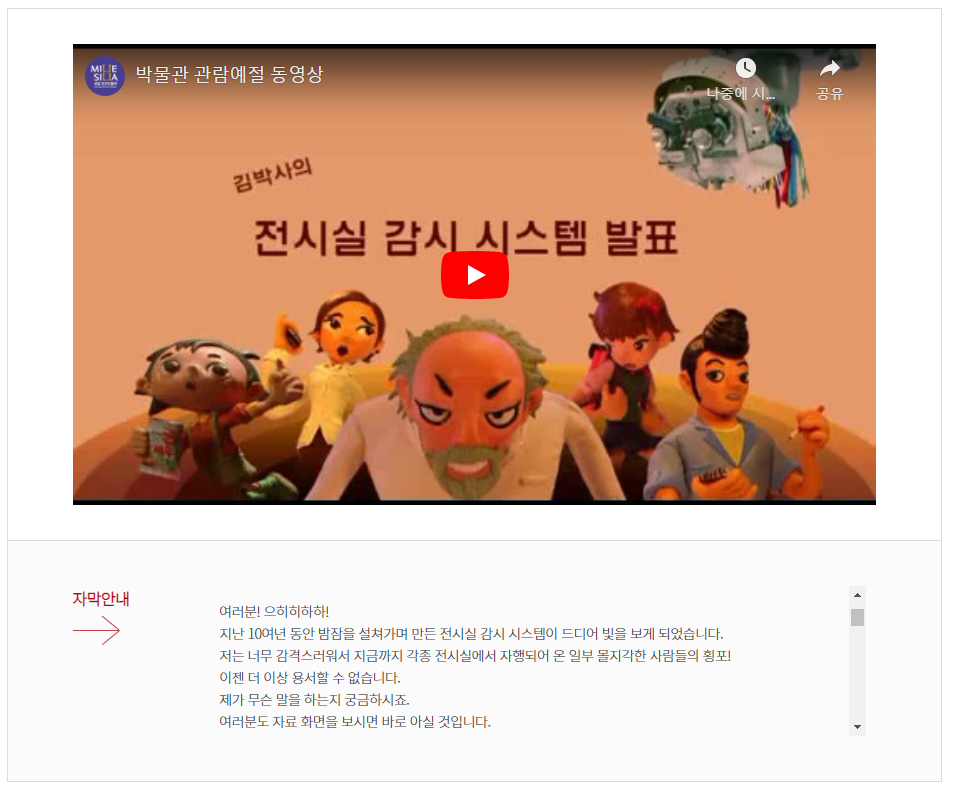 MILLE
SILLA
박물관 관람예절 동영상
나중에 시...
공유
김박사의
전시실 감시 시스템 발표
자막안내
여러분! 으히히하하!
지난 10여년 동안 밤잠을 설쳐가며 만든 전시실 감시 시스템이 드디어 빛을 보게 되었습니다.
저는 너무 감격스러워서 지금까지 각종 전시실에서 자행되어 온 일부 몰지각한 사람들의 횡포!
이젠 더 이상 용서할 수 없습니다.
제가 무슨 말을 하는지 궁금하시죠.
여러분도 자료 화면을 보시면 바로 아실 것입니다.